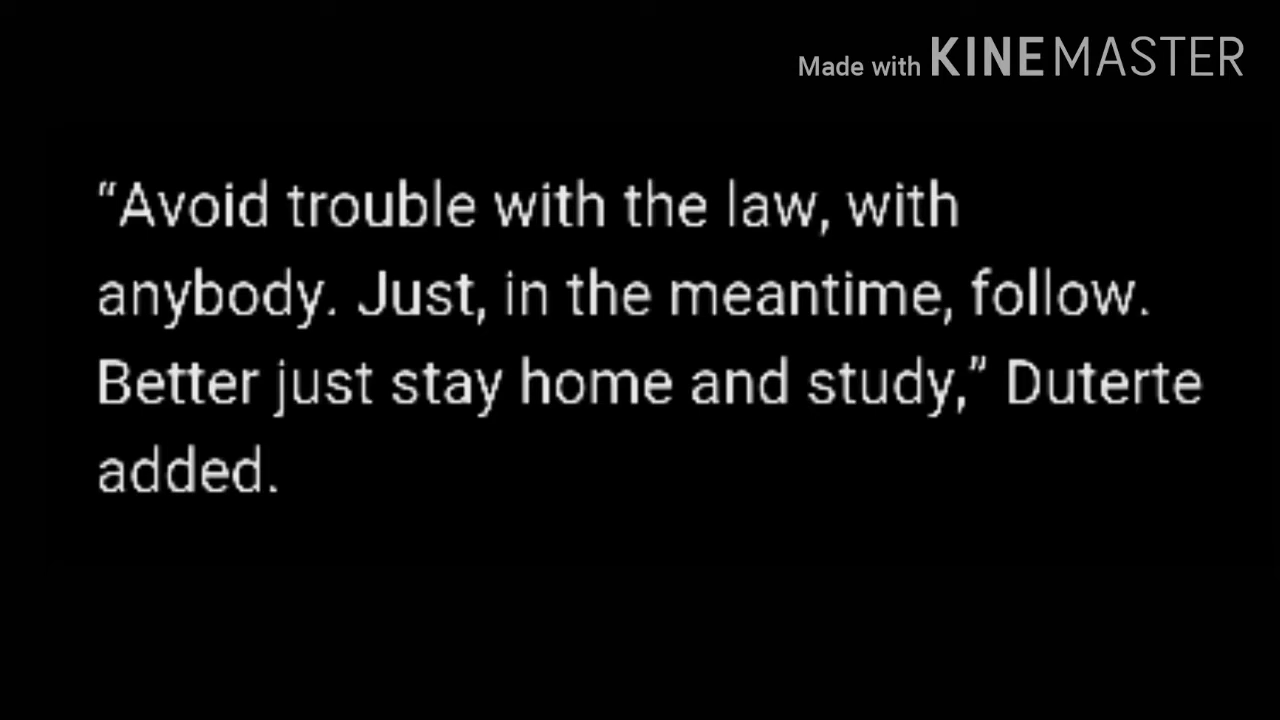 Made with KINEMASTER
“Avoid trouble with the law, with
anybody. Just, in the meantime, follow.
Better just stay home and study,” Duterte
added.